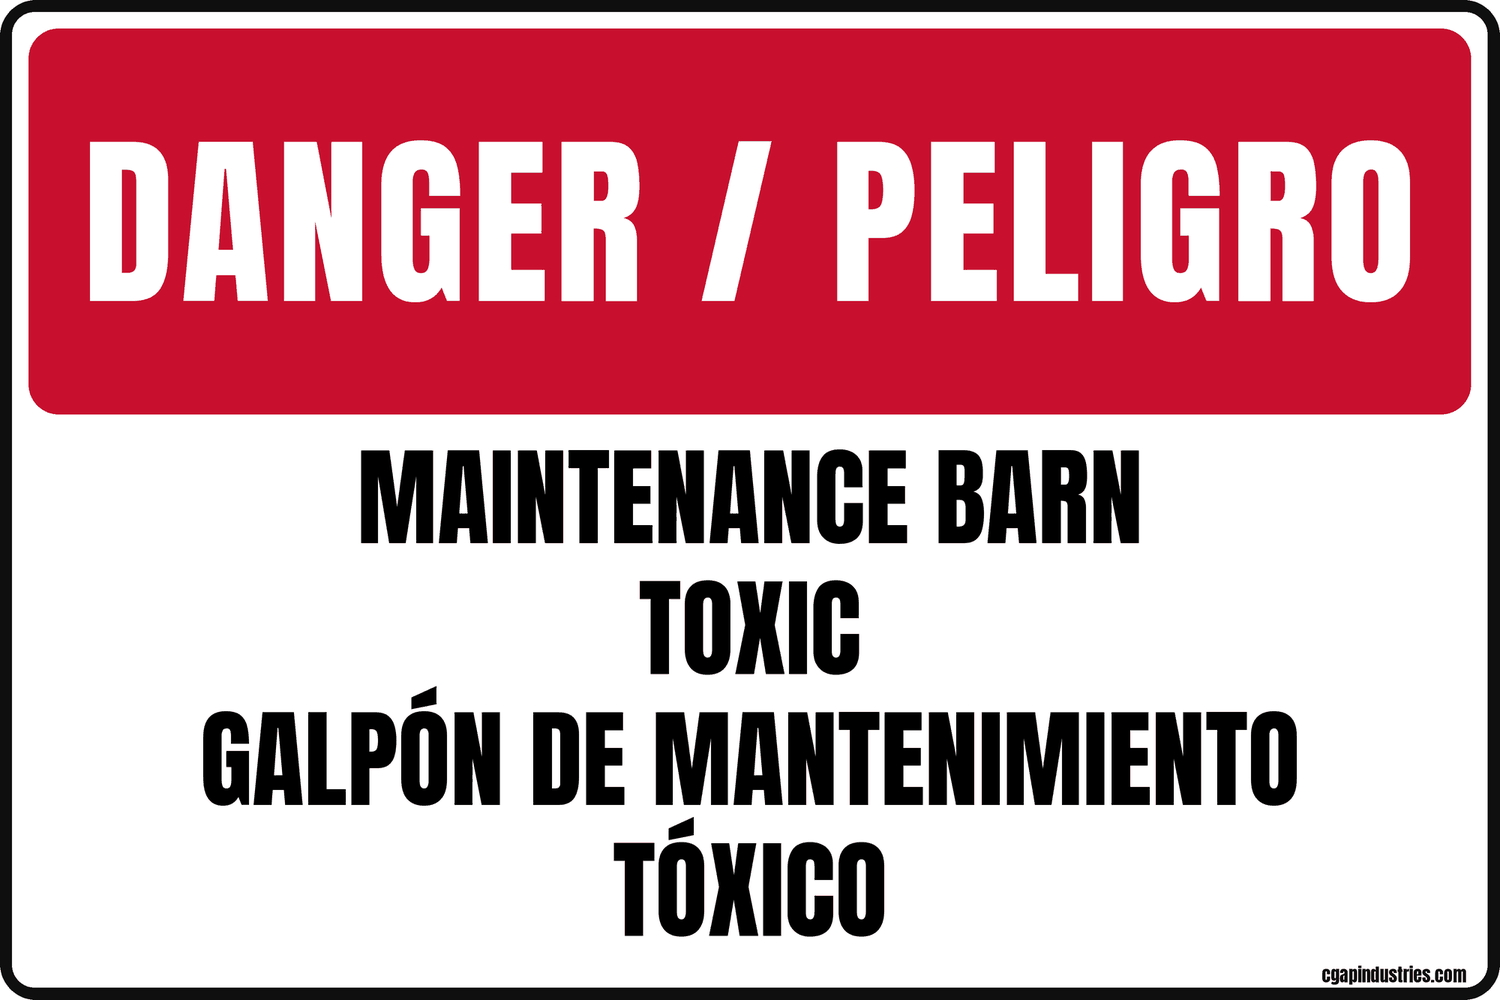 DANGER / PELIGRO
MAINTENANCE BARN
TOXIC
GALPÓN DE MANTENIMIENTO
TÓXICO
cgapindustries.com